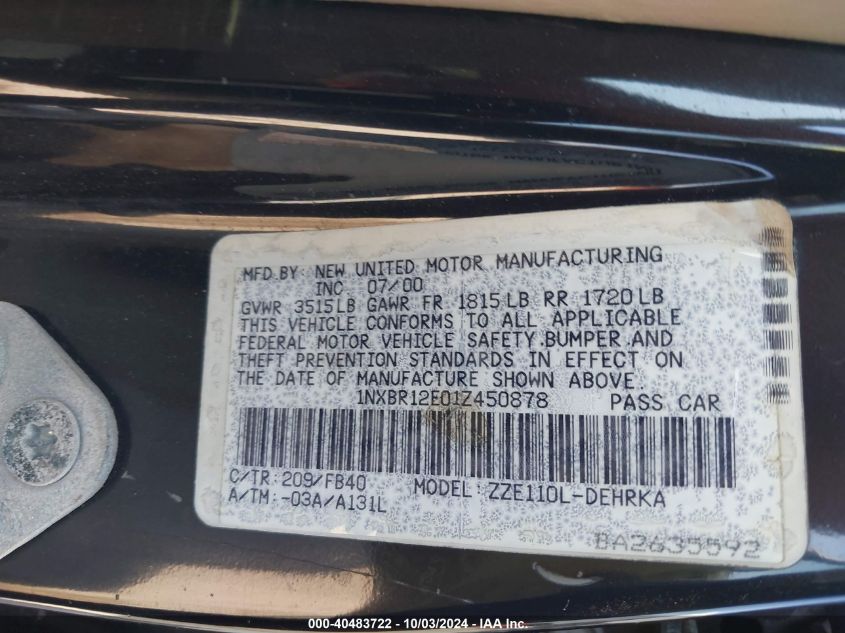 MFD.BY: NEW UNITED MOTOR MANUFACTURING
INC 07/00
GVWR 3515LB GAWR FR 1815LB RR 1720LB
THIS VEHICLE CONFORMS TO ALL APPLICABLE
FEDERAL MOTOR VEHICLE SAFETY,BUMPER,AND
THEFT PREVENTION STANDARDS IN EFFECT ON
THE DATE OF MANUFACTURE SHOWN ABOVE.
1NXBR12E01Z450878 PASS CAR
C/TR: 209/FB40
A/TM: -03A/A131L
MODEL: ZZE110L-DEHRKA
BA2635592
000-40483722 - 10/03/2024 - IAA Inc.